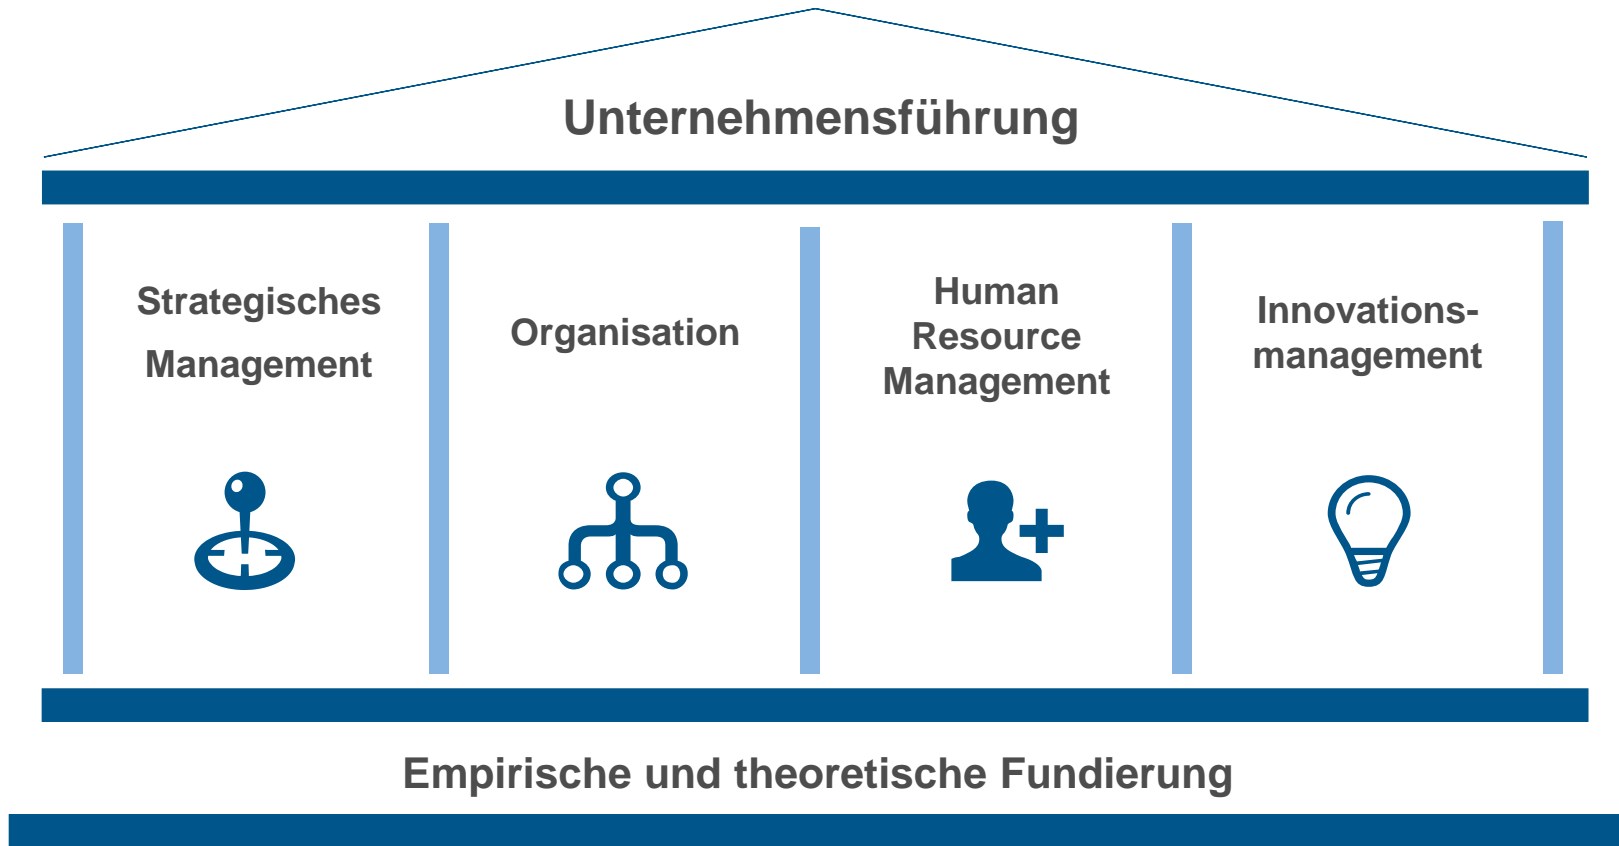 Unternehmensführung
Strategisches
Management
Organisation
Human
Resource
Management
Innovations-
management
Empirische und theoretische Fundierung